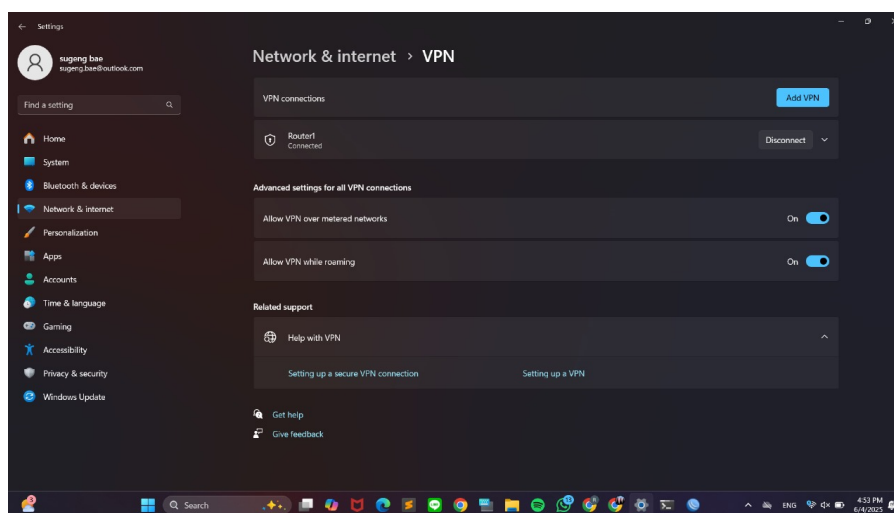 Settings
sugeng bae
sugeng.bae@outlook.com
Find a setting
Home
System
Bluetooth & devices
Network & internet
Personalization
Apps
Accounts
Time & language
Gaming
Accessibility
Privacy & security
Windows Update
Network & internet > VPN
VPN connections
Add VPN
Router1
Connected
Disconnect
Advanced settings for all VPN connections
Allow VPN over metered networks
On
Allow VPN while roaming
On
Related support
Help with VPN
Setting up a secure VPN connection
Setting up a VPN
Get help
Give feedback
Search
ENG
4:53 PM
6/4/2025